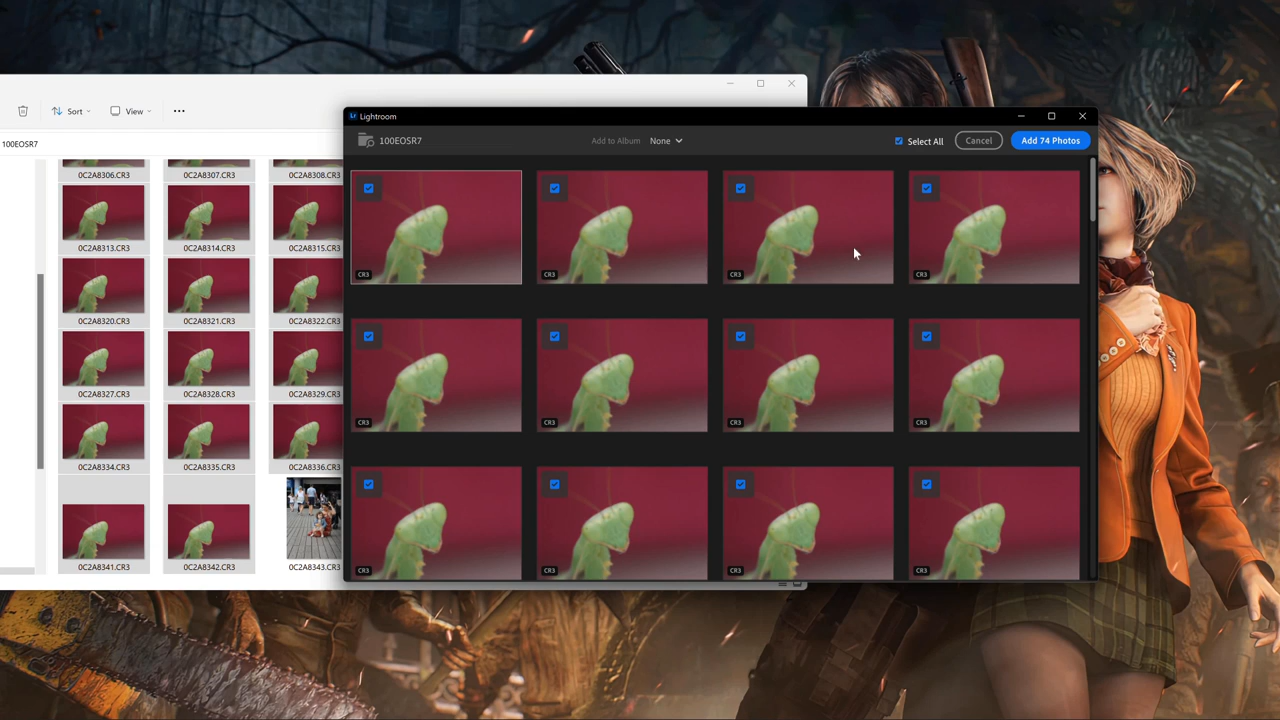 Sort
View
100EOSR7
0C2A8306.CR3
0C2A8307.CR3
0C2A8308.CR3
0C2A8313.CR3
0C2A8314.CR3
0C2A8315.CR3
0C2A8320.CR3
0C2A8321.CR3
0C2A8322.CR3
0C2A8327.CR3
0C2A8328.CR3
0C2A8329.CR3
0C2A8334.CR3
0C2A8335.CR3
0C2A8336.CR3
0C2A8341.CR3
0C2A8342.CR3
0C2A8343.CR3
Lr Lightroom
100EOSR7
Add to Album None
Select All
Cancel
Add 74 Photos
CR3 CR3 CR3 CR3
CR3 CR3 CR3 CR3
CR3 CR3 CR3 CR3